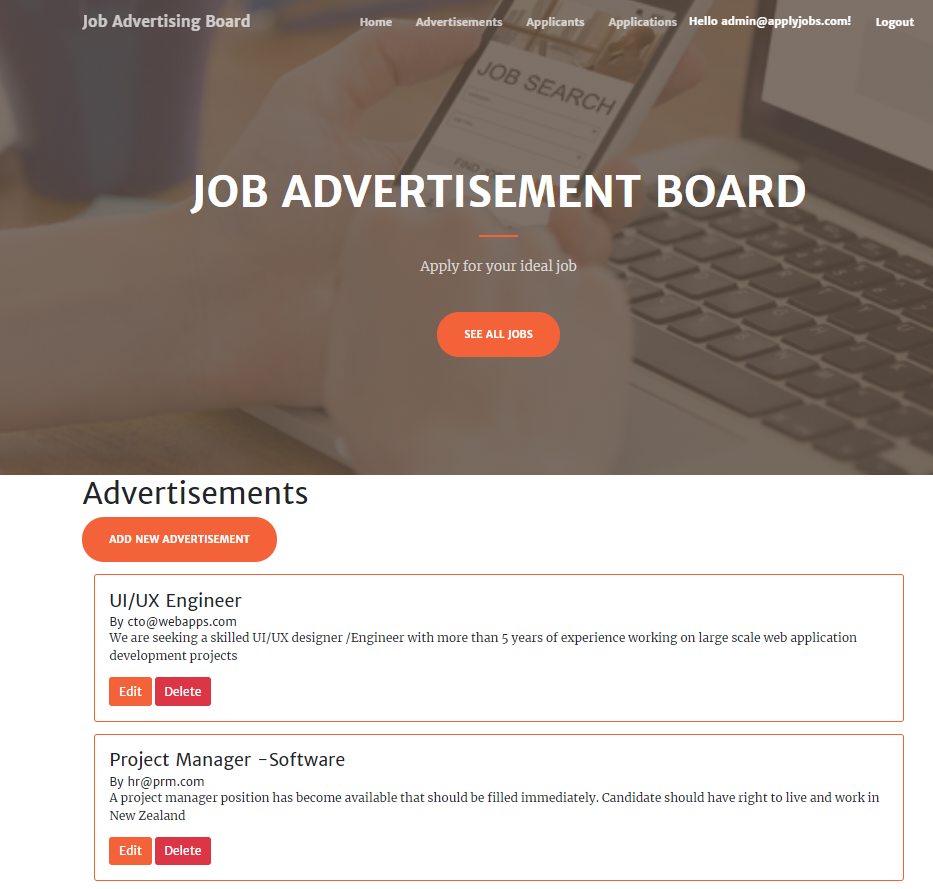 Job Advertising Board Home Advertisements Applicants Applications Hello admin@applyjobs.com! Logout
JOB SEARCH
FIND JO
JOB ADVERTISEMENT BOARD
Apply for your ideal job
SEE ALL JOBS
Advertisements
ADD NEW ADVERTISEMENT
UI/UX Engineer
By cto@webapps.com
We are seeking a skilled UI/UX designer /Engineer with more than 5 years of experience working on large scale web application
development projects
Edit Delete
Project Manager -Software
By hr@prm.com
A project manager position has become available that should be filled immediately. Candidate should have right to live and work in
New Zealand
Edit Delete